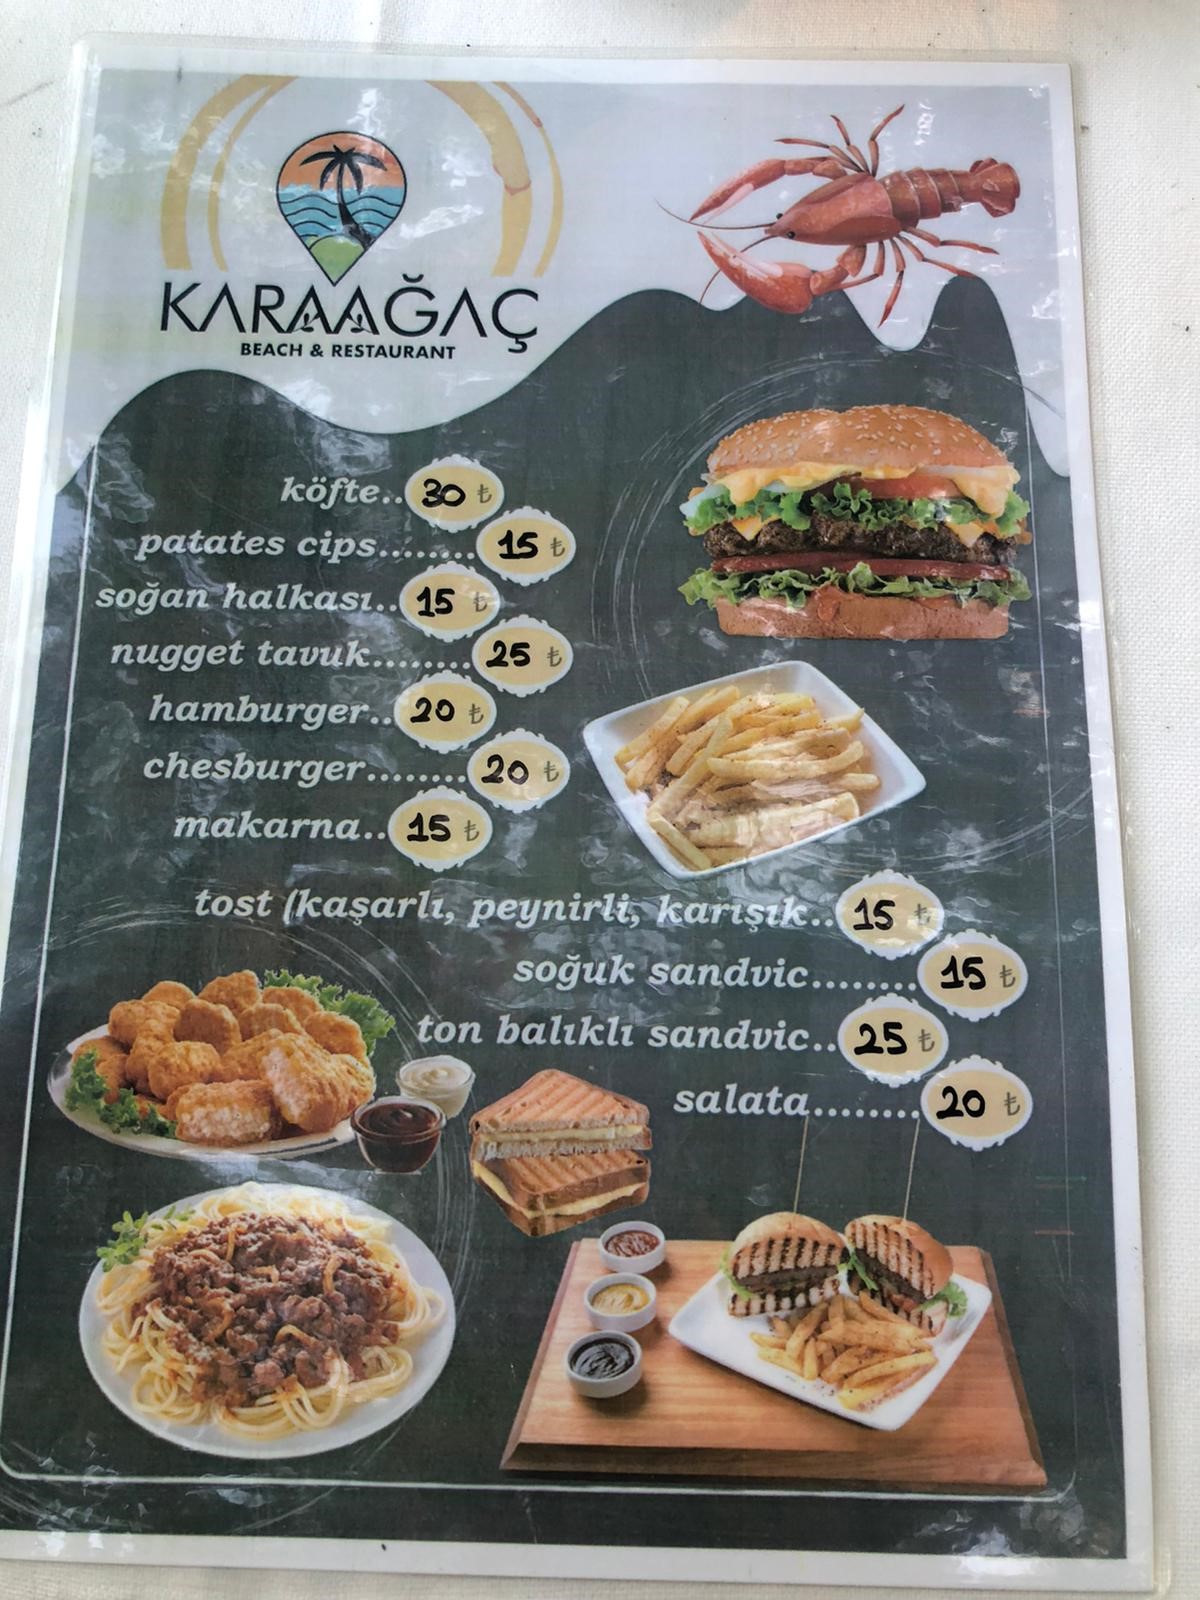 KARAAĞAÇ
BEACH & RESTAURANT
köfte.. 30 ₺
patates cips........ 15 ₺
soğan halkası.. 15 ₺
nugget tavuk........ 25 ₺
hamburger.. 20 ₺
chesburger........ 20 ₺
makarna.. 15 ₺
tost (kaşarlı, peynirli, karışık.. 15 ₺
soğuk sandvic........ 15 ₺
ton balıklı sandvic.. 25 ₺
salata........ 20 ₺